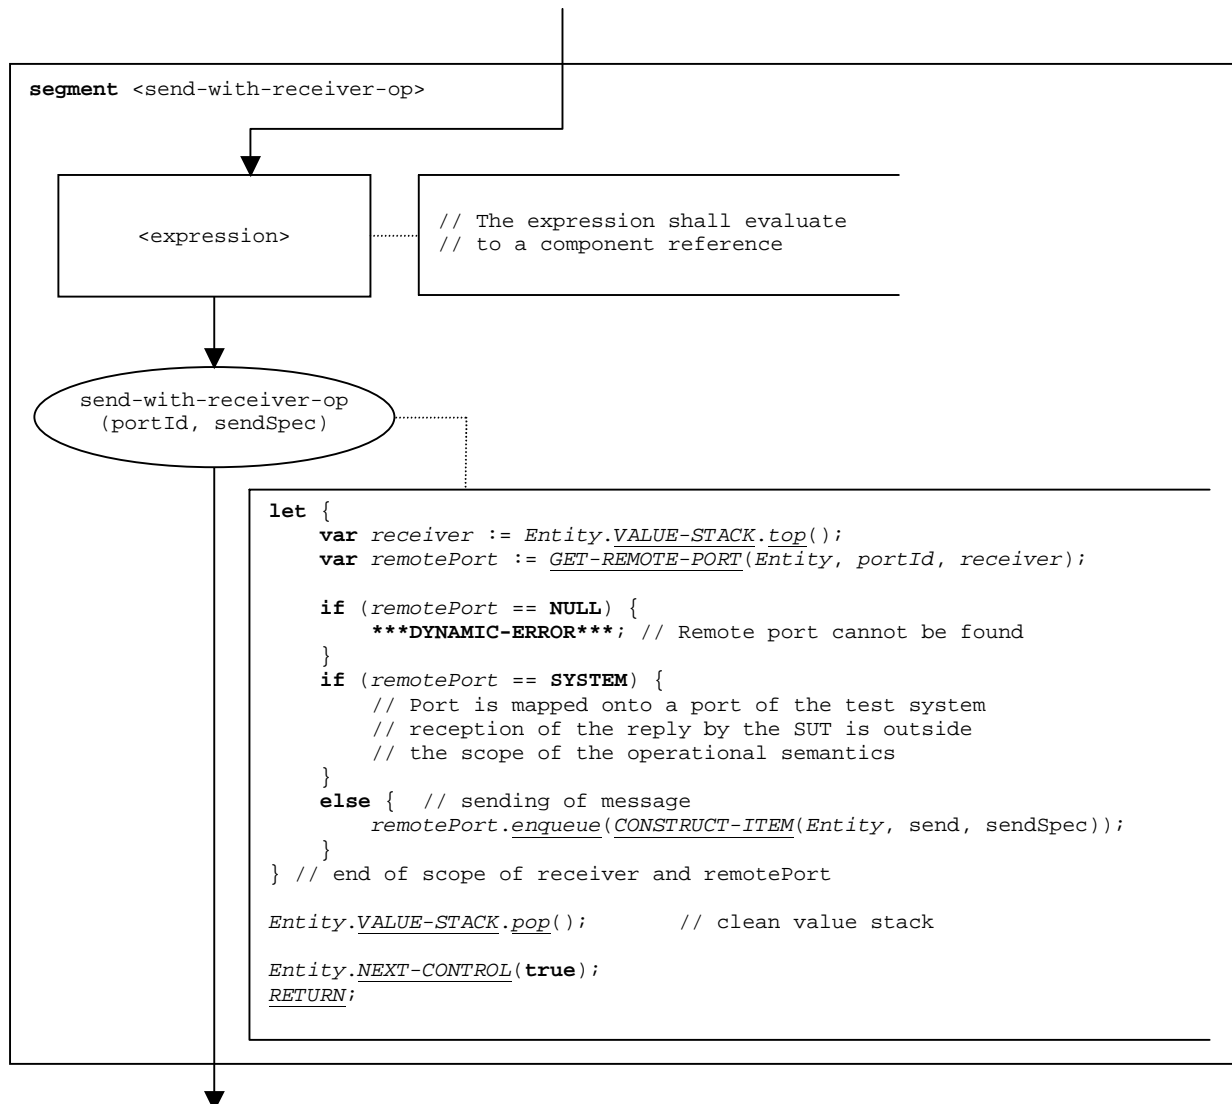 segment <send-with-receiver-op>
<expression>
// The expression shall evaluate
// to a component reference
send-with-receiver-op
(portId, sendSpec)
let {
var receiver := Entity.VALUE-STACK.top();
var remotePort := GET-REMOTE-PORT(Entity, portId, receiver);
if (remotePort == NULL) {
***DYNAMIC-ERROR***; // Remote port cannot be found
}
if (remotePort == SYSTEM) {
// Port is mapped onto a port of the test system
// reception of the reply by the SUT is outside
// the scope of the operational semantics
}
else { // sending of message
remotePort.enqueue(CONSTRUCT-ITEM(Entity, send, sendSpec));
}
} // end of scope of receiver and remotePort
Entity.VALUE-STACK.pop(); // clean value stack
Entity.NEXT-CONTROL(true);
RETURN;